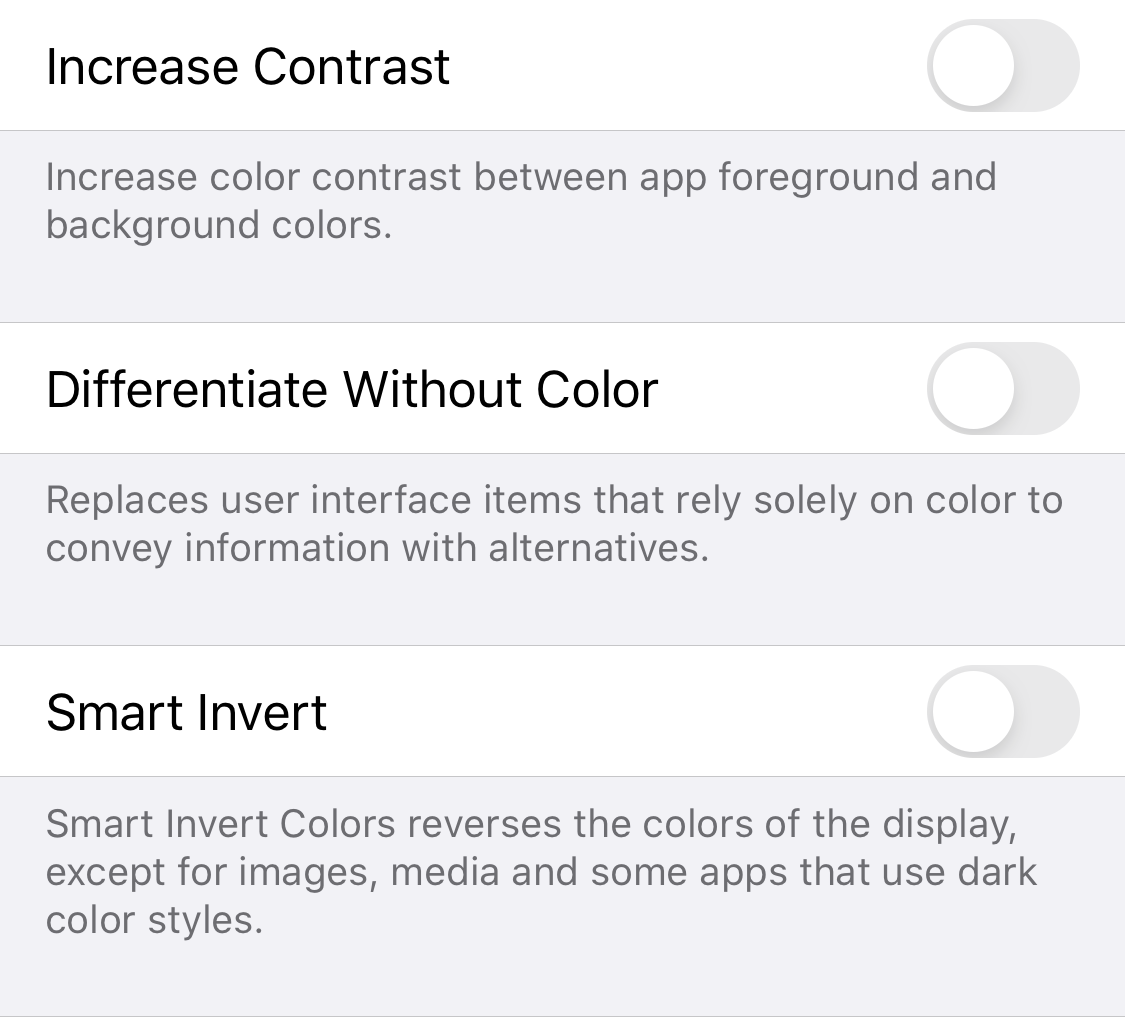 Increase Contrast
Increase color contrast between app foreground and
background colors.
Differentiate Without Color
Replaces user interface items that rely solely on color to
convey information with alternatives.
Smart Invert
Smart Invert Colors reverses the colors of the display,
except for images, media and some apps that use dark
color styles.